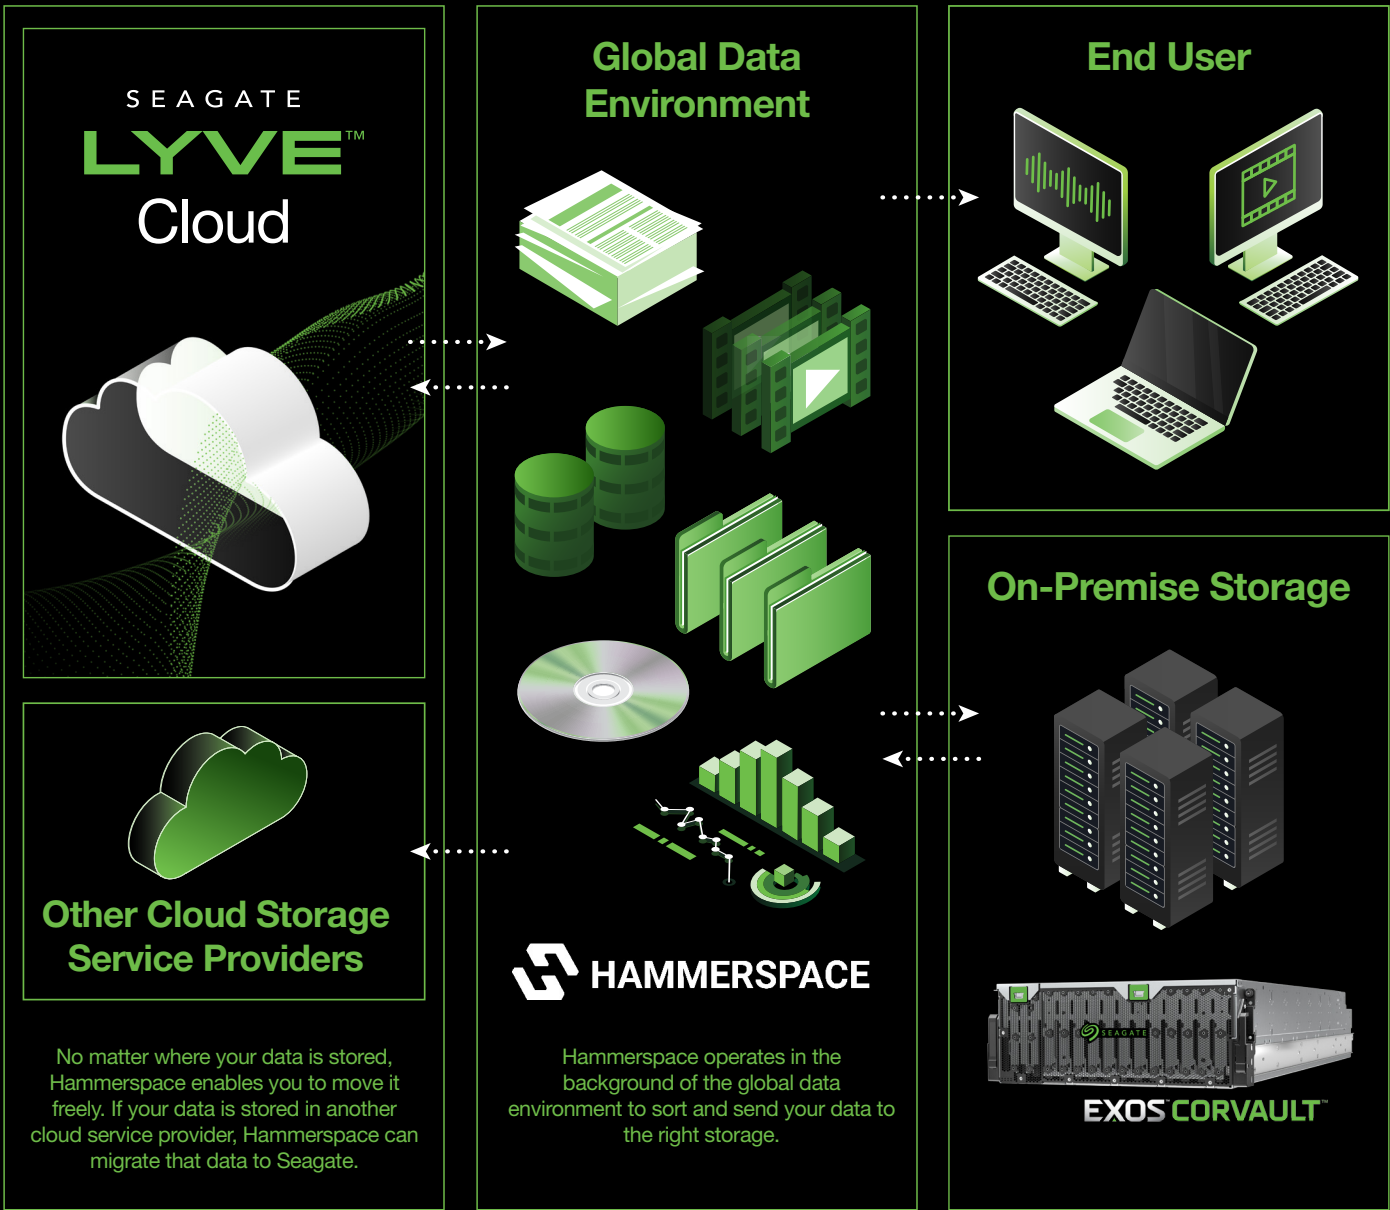 SEAGATE
LYVE™
Cloud
Other Cloud Storage
Service Providers
No matter where your data is stored,
Hammerspace enables you to move it
freely. If your data is stored in another
cloud service provider, Hammerspace can
migrate that data to Seagate.
Global Data
Environment
HAMMERSPACE
Hammerspace operates in the
background of the global data
environment to sort and send your data to
the right storage.
End User
On-Premise Storage
SEAGATE
EXOS™ CORVAULT™